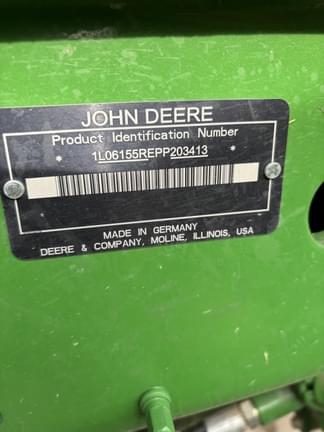 JOHN DEERE
Product Identification Number
* 1L06155REPP203413 *
MADE IN GERMANY
DEERE & COMPANY, MOLINE, ILLINOIS, USA